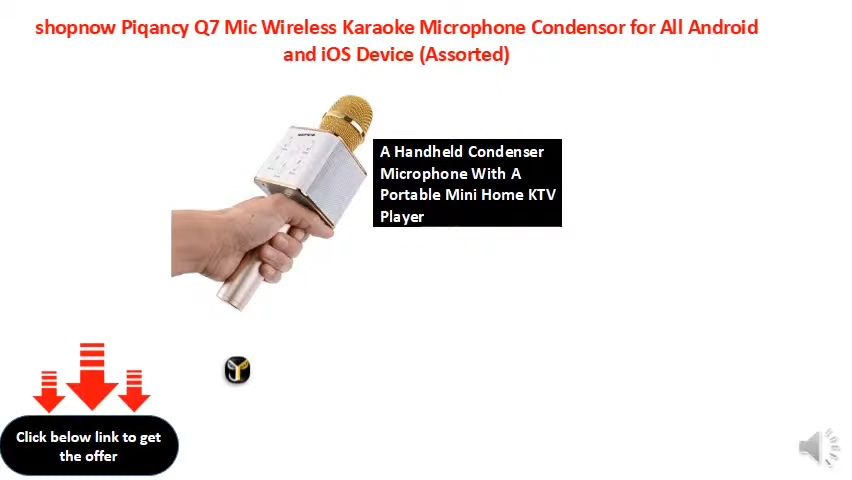 shopnow Piqancy Q7 Mic Wireless Karaoke Microphone Condensor for All Android
and iOS Device (Assorted)
A Handheld Condenser
Microphone With A
Portable Mini Home KTV
Player
Click below link to get
the offer